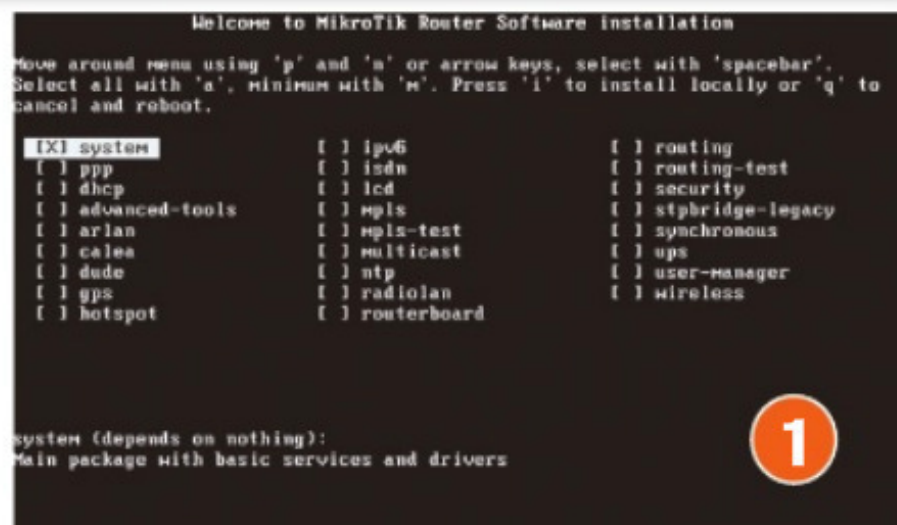 Welcome to MikroTik Router Software installation
Move around menu using 'p' and 'n' or arrow keys, select with 'spacebar'.
Select all with 'a', minimum with 'm'. Press 'i' to install locally or 'q' to
cancel and reboot.
[X] system [ ] ipv6 [ ] routing
[ ] ppp [ ] isdn [ ] routing-test
[ ] dhcp [ ] lcd [ ] security
[ ] advanced-tools [ ] mpls [ ] stpbridge-legacy
[ ] arlan [ ] mpls-test [ ] synchronous
[ ] calea [ ] multicast [ ] ups
[ ] dude [ ] ntp [ ] user-manager
[ ] gps [ ] radiolan [ ] wireless
[ ] hotspot [ ] routerboard
system (depends on nothing):
Main package with basic services and drivers
1